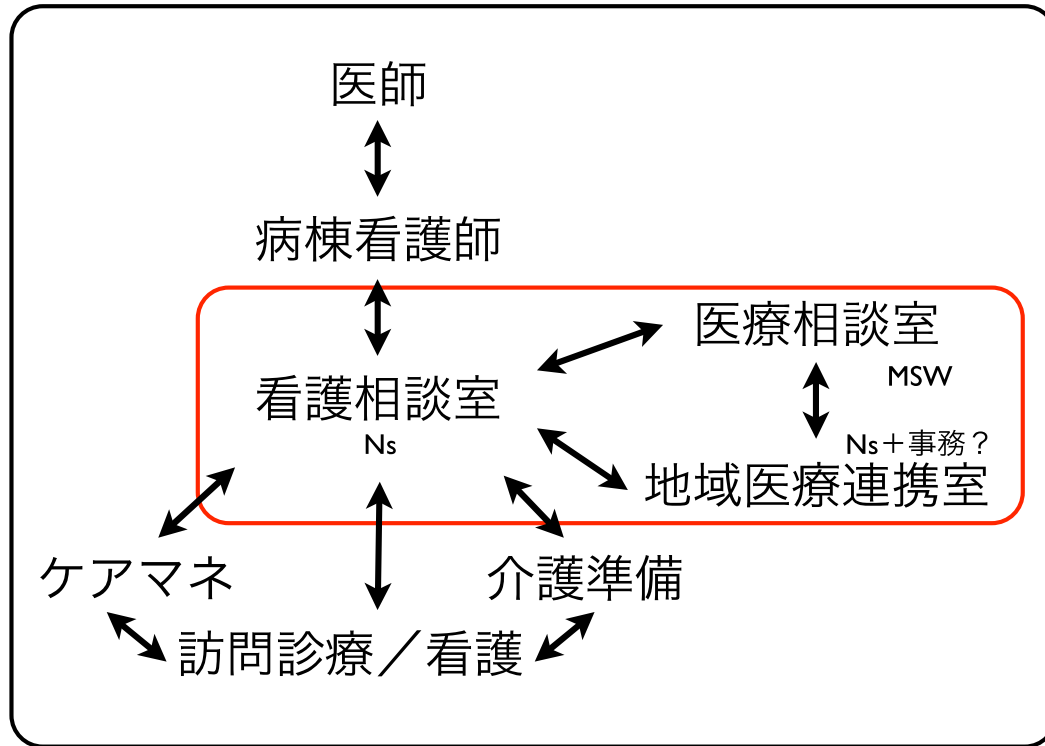 医師
病棟看護師
医療相談室
MSW
看護相談室
Ns
Ns＋事務？
地域医療連携室
ケアマネ
介護準備
訪問診療／看護